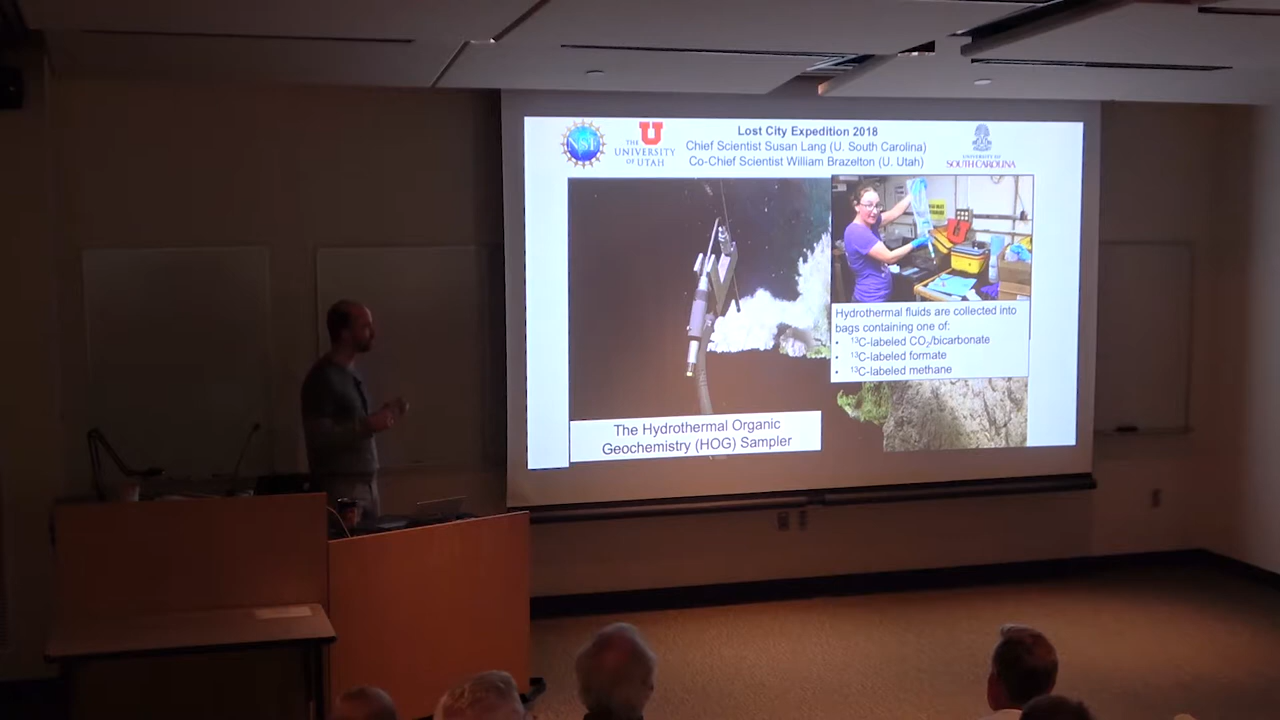 Lost City Expedition 2018
Chief Scientist Susan Lang (U. South Carolina)
Co-Chief Scientist William Brazelton (U. Utah)
NSF
THE
UNIVERSITY
OF UTAH
UNIVERSITY OF
SOUTH CAROLINA
Hydrothermal fluids are collected into
bags containing one of:
• ¹³C-labeled CO₂/bicarbonate
• ¹³C-labeled formate
• ¹³C-labeled methane
The Hydrothermal Organic
Geochemistry (HOG) Sampler